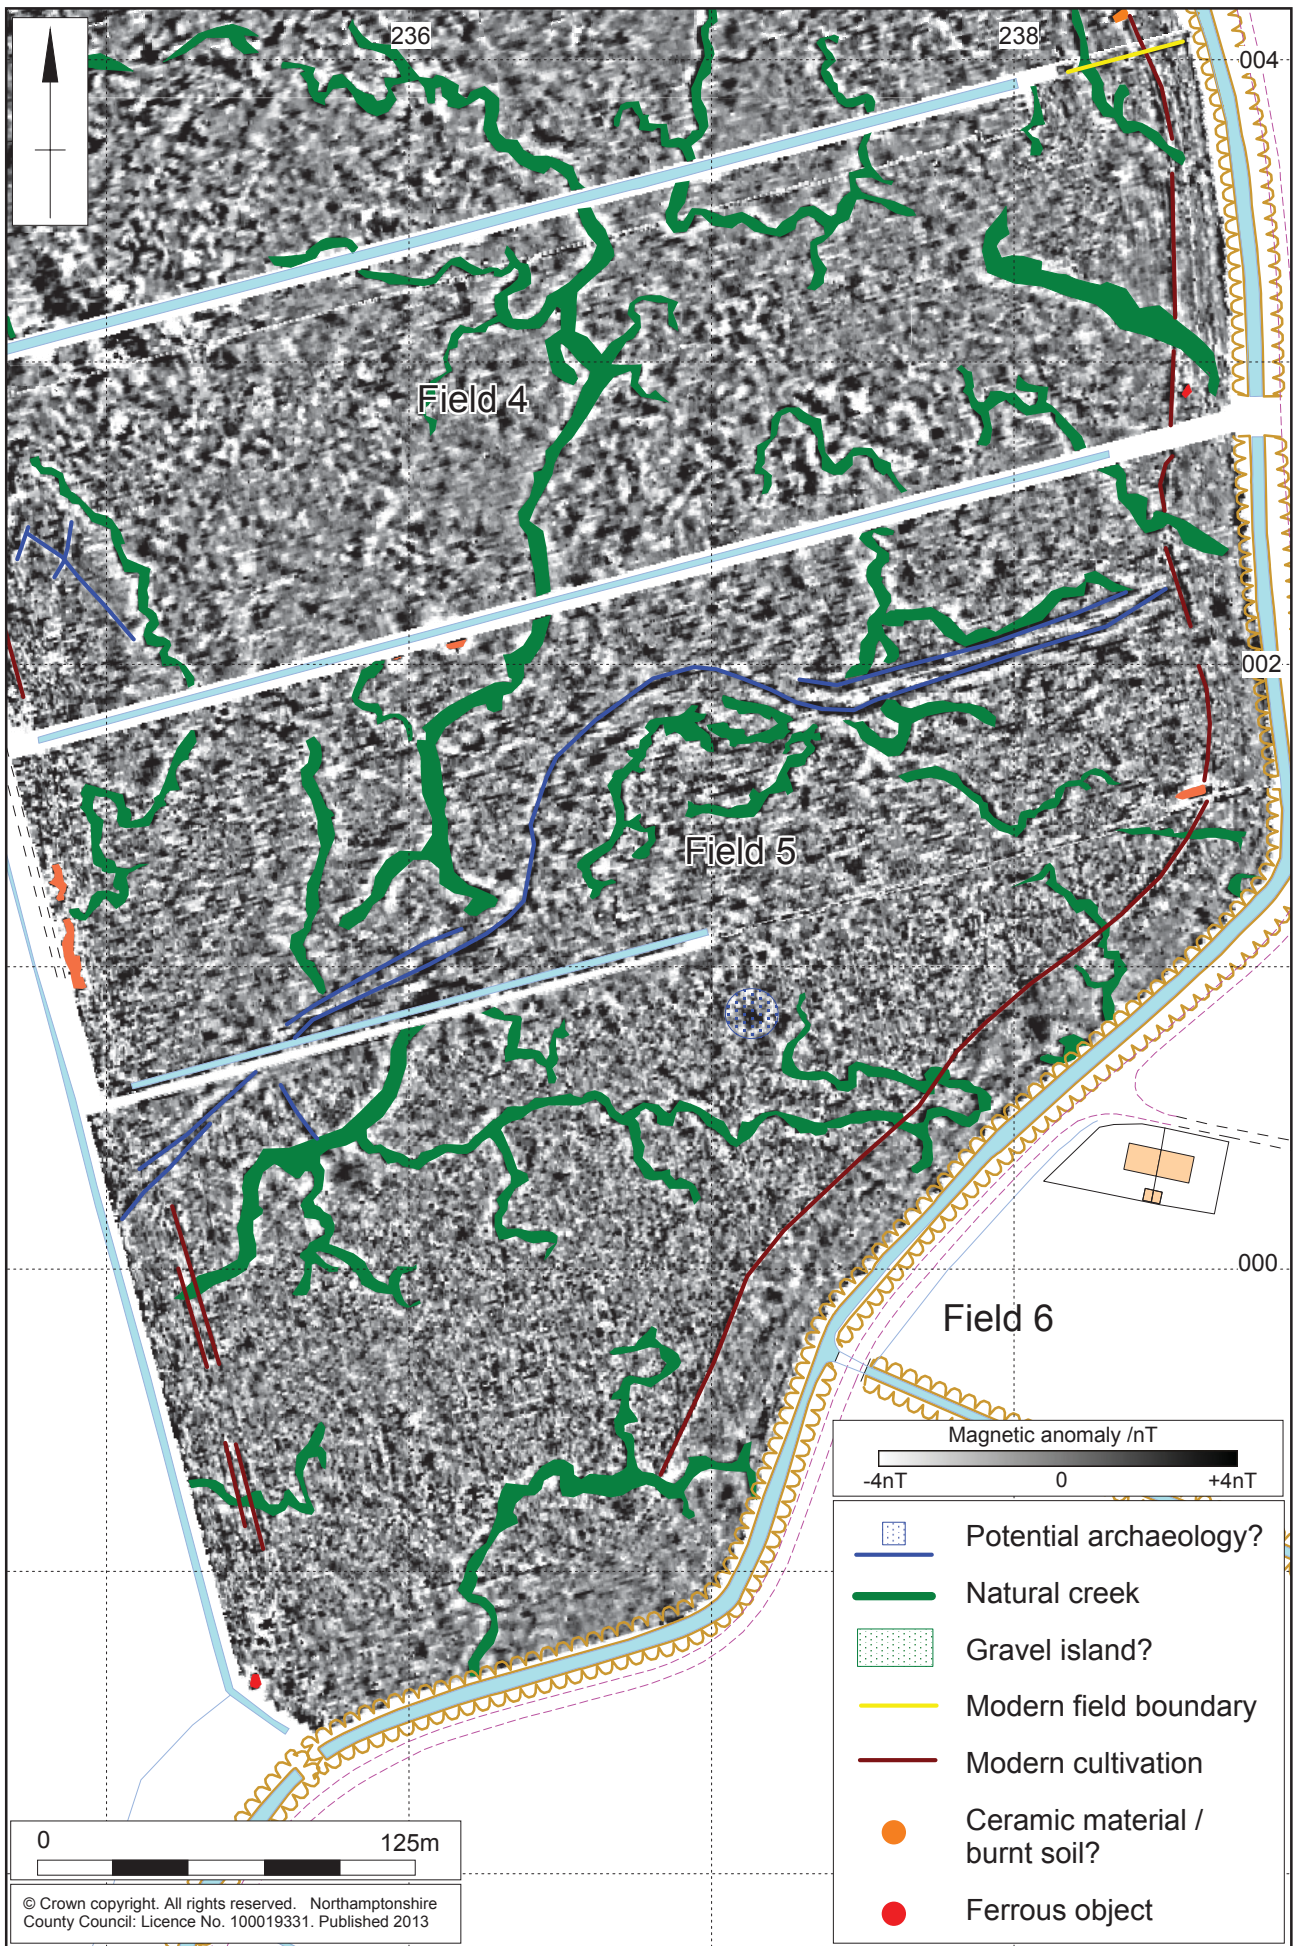 236
238
004
Field 4
002
Field 5
000
Field 6
Magnetic anomaly /nT
-4nT 0 +4nT
Potential archaeology?
Natural creek
Gravel island?
Modern field boundary
Modern cultivation
Ceramic material /
burnt soil?
Ferrous object
0 125m
© Crown copyright. All rights reserved. Northamptonshire
County Council: Licence No. 100019331. Published 2013